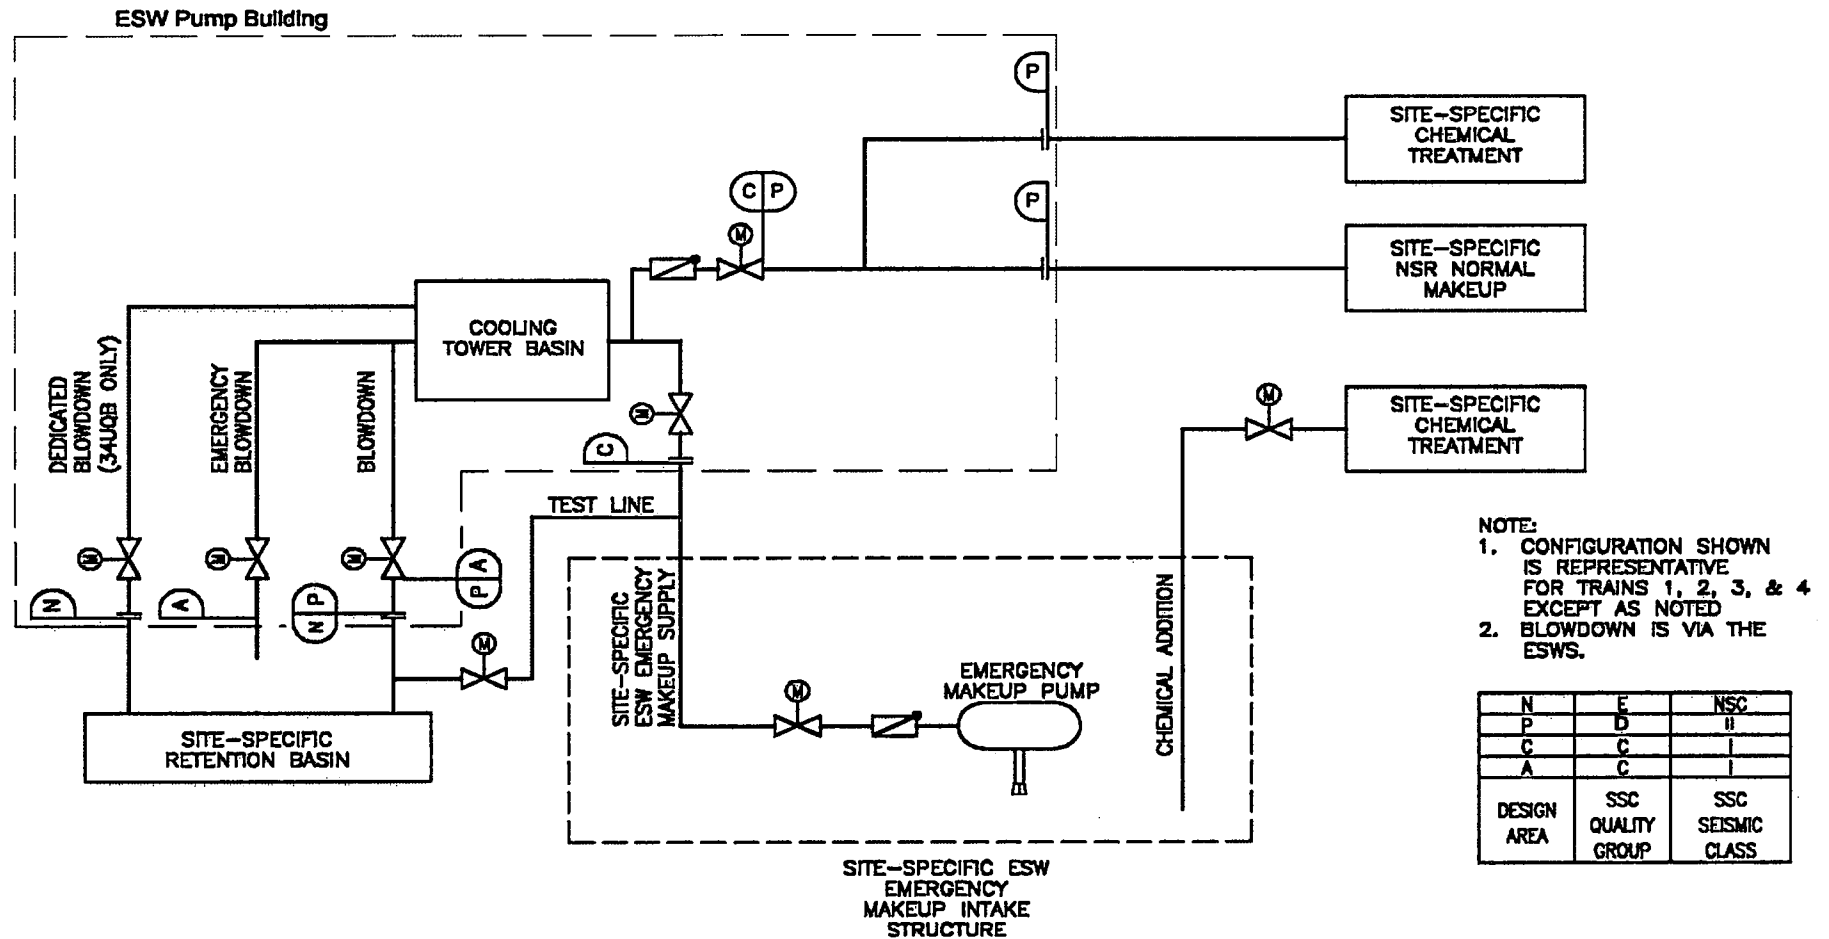 ESW Pump Building
P
SITE-SPECIFIC
CHEMICAL
TREATMENT
C P
P
M
SITE-SPECIFIC
NSR NORMAL
MAKEUP
COOLING
TOWER BASIN
DEDICATED
BLOWDOWN
(34UQB ONLY)
EMERGENCY
BLOWDOWN
BLOWDOWN
M
C
M
SITE-SPECIFIC
CHEMICAL
TREATMENT
TEST LINE
M
M
M
P A
N
A
N P
M
SITE-SPECIFIC
RETENTION BASIN
SITE-SPECIFIC
ESW EMERGENCY
MAKEUP SUPPLY
M
EMERGENCY
MAKEUP PUMP
CHEMICAL ADDITION
SITE-SPECIFIC ESW
EMERGENCY
MAKEUP INTAKE
STRUCTURE
NOTE:
1. CONFIGURATION SHOWN
IS REPRESENTATIVE
FOR TRAINS 1, 2, 3, & 4
EXCEPT AS NOTED
2. BLOWDOWN IS VIA THE
ESWS.
N E NSC
P D II
C C I
A C I
DESIGN
AREA
SSC
QUALITY
GROUP
SSC
SEISMIC
CLASS